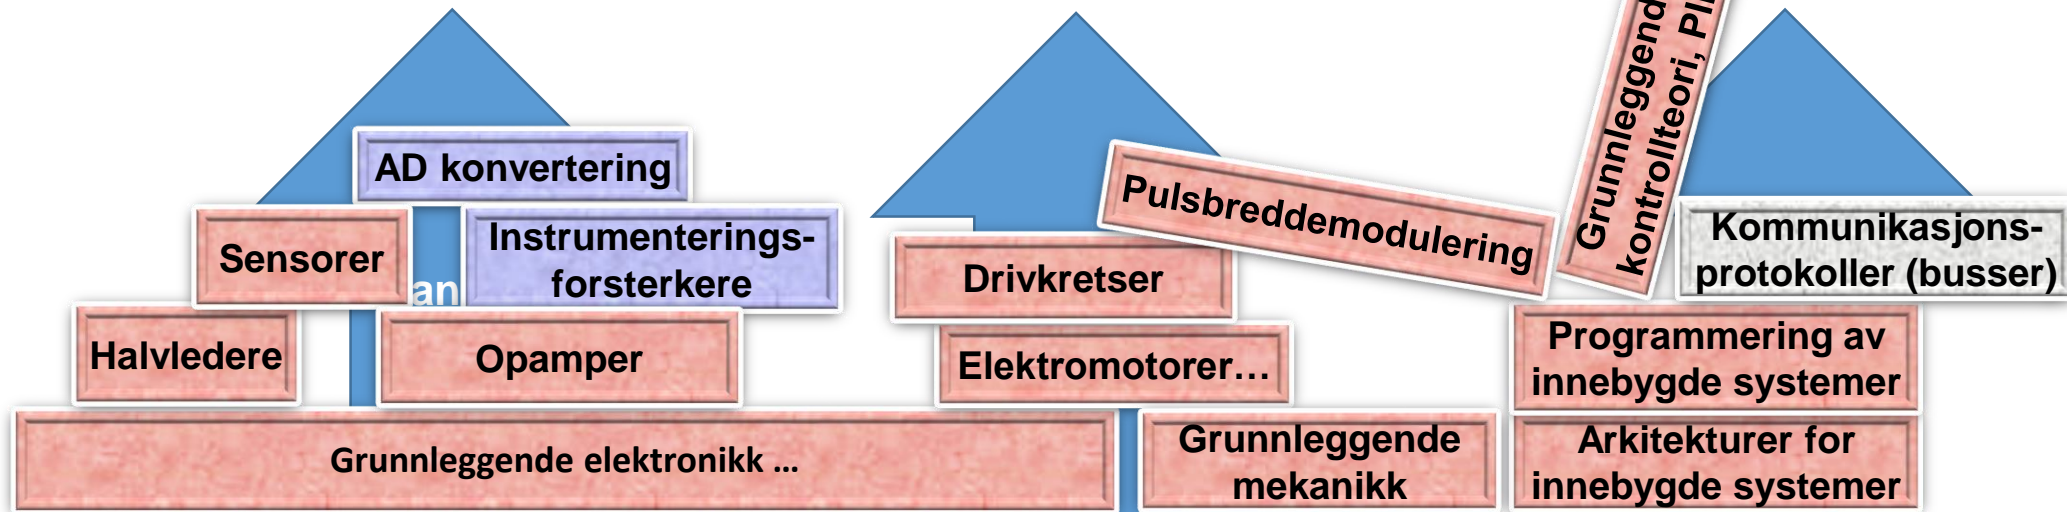 AD konvertering
Sensorer
Instrumenterings-
forsterkere
Halvledere
Opamper
Grunnleggende elektronikk ...
Pulsbreddemodulering
Drivkretser
Elektromotorer...
Grunnleggende
mekanikk
kontrollteori,
Kommunikasjons-
protokoller (busser)
Programmering av
innebygde systemer
Arkitekturer for
innebygde systemer